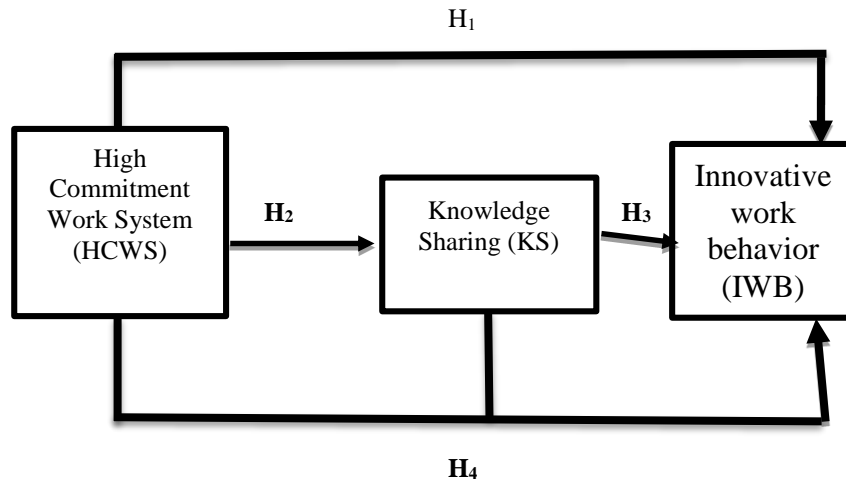 H₁
High
Commitment
Work System
(HCWS)
H₂
Knowledge
Sharing (KS)
H₃
Innovative
work
behavior
(IWB)
H₄